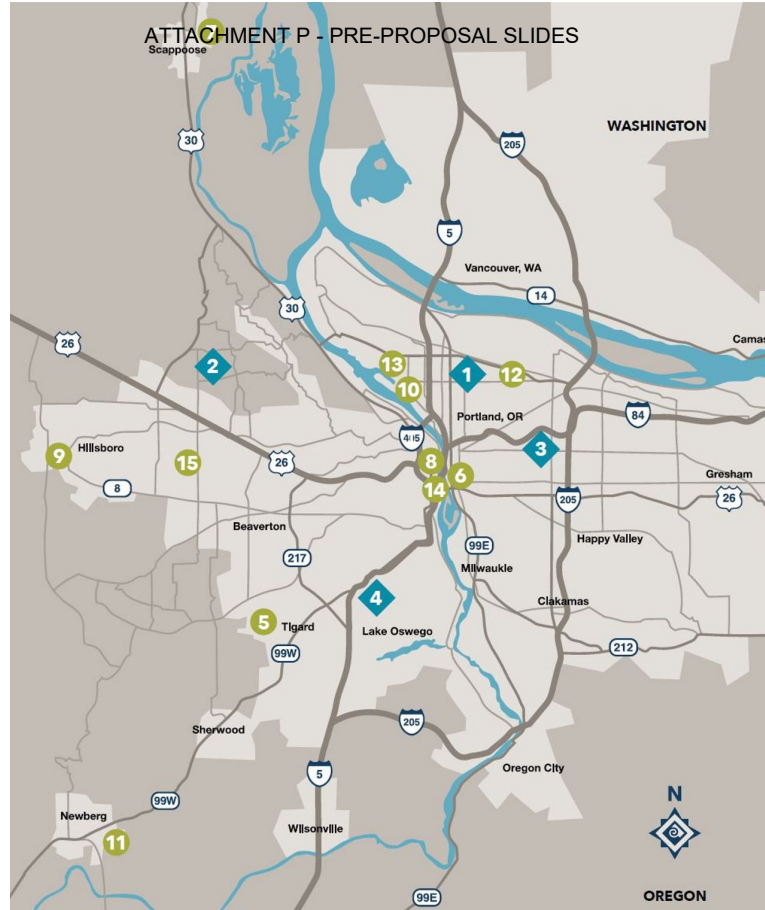 7
ATTACHMENT P - PRE-PROPOSAL SLIDES
Scappoose
WASHINGTON
30
205
5
Vancouver, WA
14
30
26
Camas
2
13
1
12
10
Portland, OR
84
405
3
9
Hillsboro
15
26
8
6
Gresham
8
14
205
26
Beaverton
99E
Happy Valley
217
Milwaukie
4
Clakamas
5
Tigard
Lake Oswego
99W
212
205
Sherwood
Oregon City
5
99W
N
Newberg
Wilsonville
11
99E
OREGON